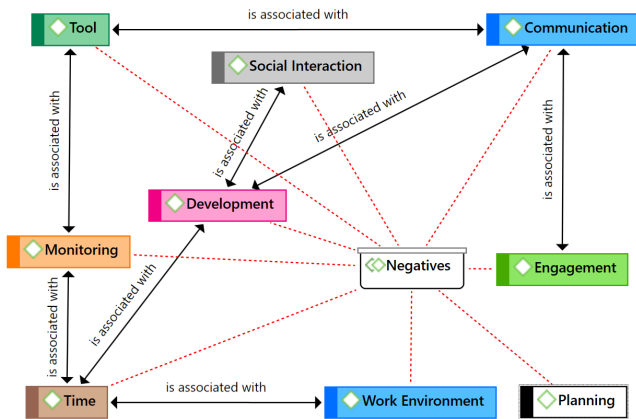 is associated with
Tool
Communication
Social Interaction
is associated with
is associated with
is associated with
is associated with
Development
Monitoring
Negatives
Engagement
is associated with
is associated with
is associated with
Time
Work Environment
Planning